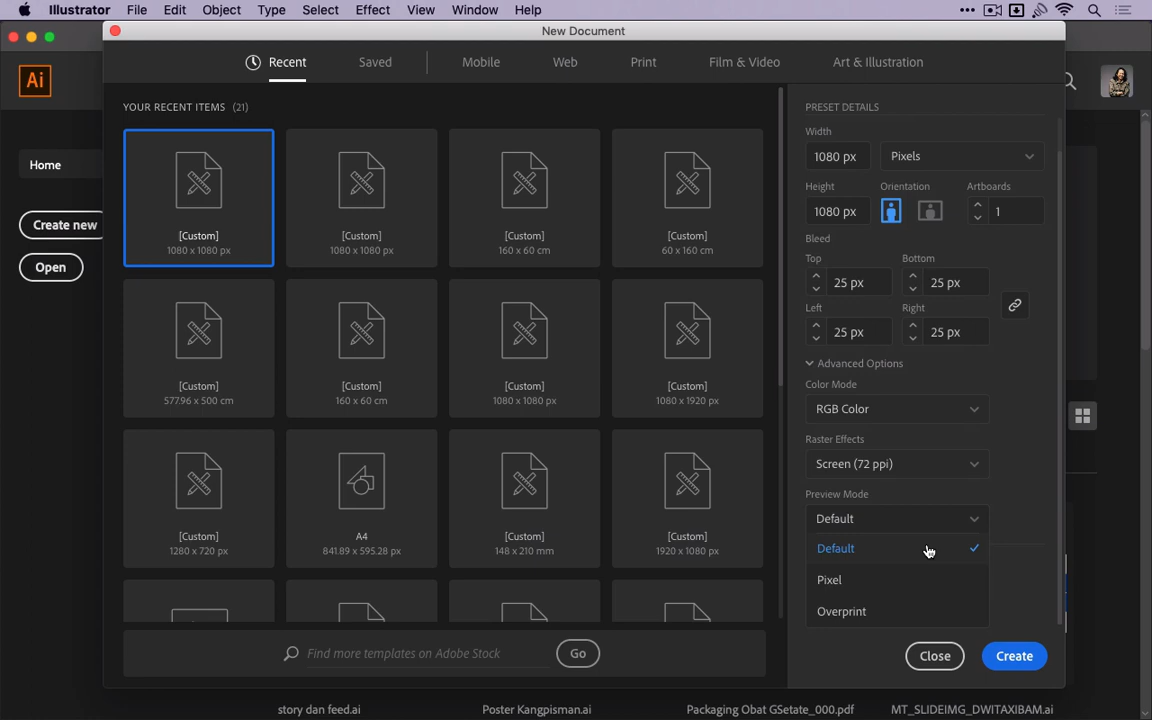 Illustrator File Edit Object Type Select Effect View Window Help
New Document
Ai
Recent Saved Mobile Web Print Film & Video Art & Illustration
Home
Create new
Open
YOUR RECENT ITEMS (21)
[Custom] [Custom] [Custom] [Custom]
1080 x 1080 px 1080 x 1080 px 160 x 60 cm 60 x 160 cm
[Custom] [Custom] [Custom] [Custom]
577.96 x 500 cm 160 x 60 cm 1080 x 1080 px 1080 x 1920 px
[Custom] A4 [Custom] [Custom]
1280 x 720 px 841.89 x 595.28 px 148 x 210 mm 1920 x 1080 px
Find more templates on Adobe Stock Go
PRESET DETAILS
Width
1080 px Pixels
Height Orientation Artboards
1080 px 1
Bleed
Top Bottom
25 px 25 px
Left Right
25 px 25 px
Advanced Options
Color Mode
RGB Color
Raster Effects
Screen (72 ppi)
Preview Mode
Default
Default
Pixel
Overprint
Close Create
story dan feed.ai Poster Kangpisman.ai Packaging Obat GSetate_000.pdf MT_SLIDEIMG_DWITAXIBAM.ai